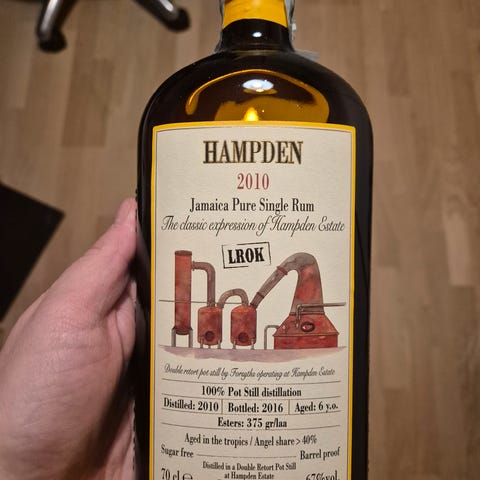 HAMPDEN
2010
Jamaica Pure Single Rum
The classic expression of Hampden Estate
LROK
Double retort pot still by Forsyths operating at Hampden Estate
100% Pot Still distillation
Distilled: 2010 | Bottled: 2016 | Aged: 6 y.o.
Esters: 375 gr/laa
Aged in the tropics / Angel share > 40%
Sugar free Barrel proof
Distilled in a Double Retort Pot Still
70 cl e at Hampden Estate 67% vol.